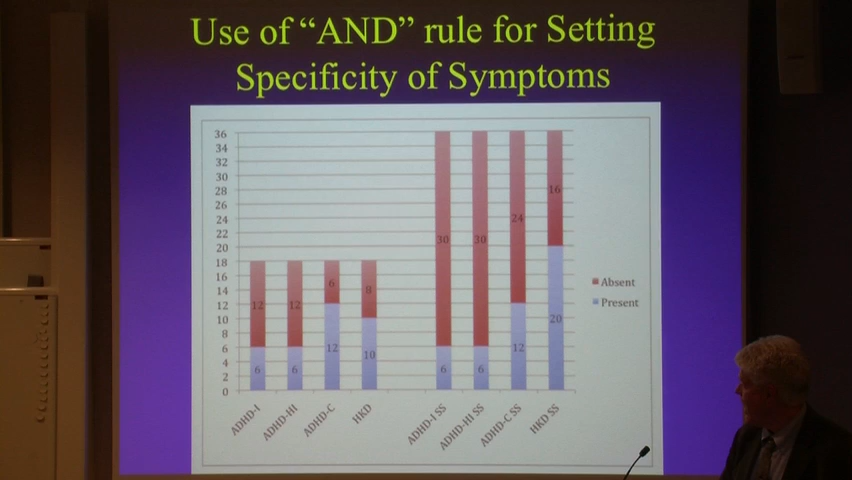 Use of “AND” rule for Setting
Specificity of Symptoms
36
34
32
30
28
26
24
22
20
18
16
14
12
10
8
6
4
2
0
12
12
6
8
6
6
12
10
30
30
24
16
6
6
12
20
Absent
Present
ADHD-I
ADHD-HI
ADHD-C
HKD
ADHD-I SS
ADHD-HI SS
ADHD-C SS
HKD SS